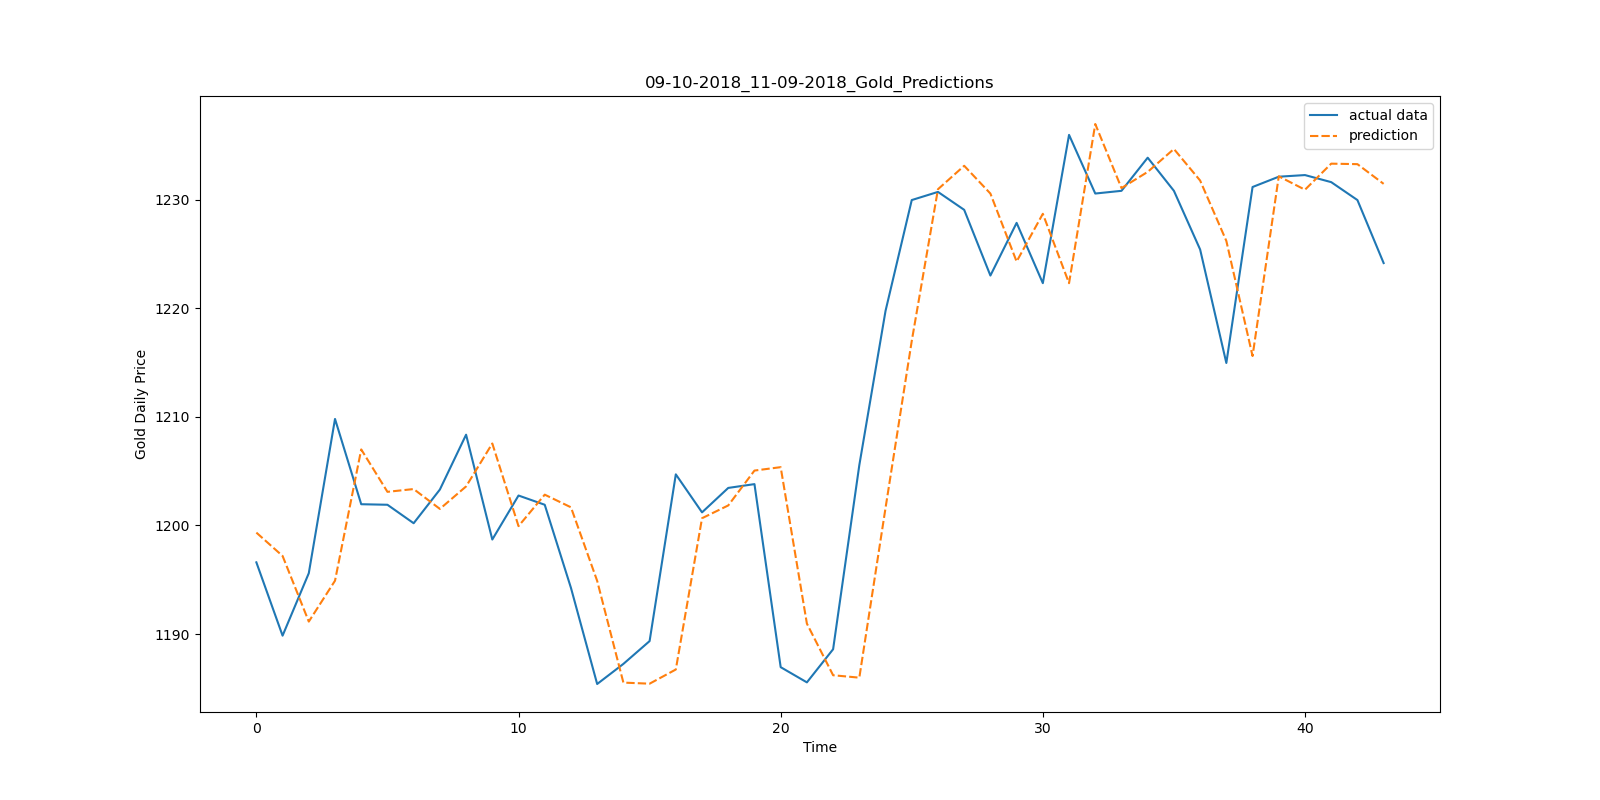 09-10-2018_11-09-2018_Gold_Predictions
actual data
prediction
Gold Daily Price
1230
1220
1210
1200
1190
0 10 20 30 40
Time